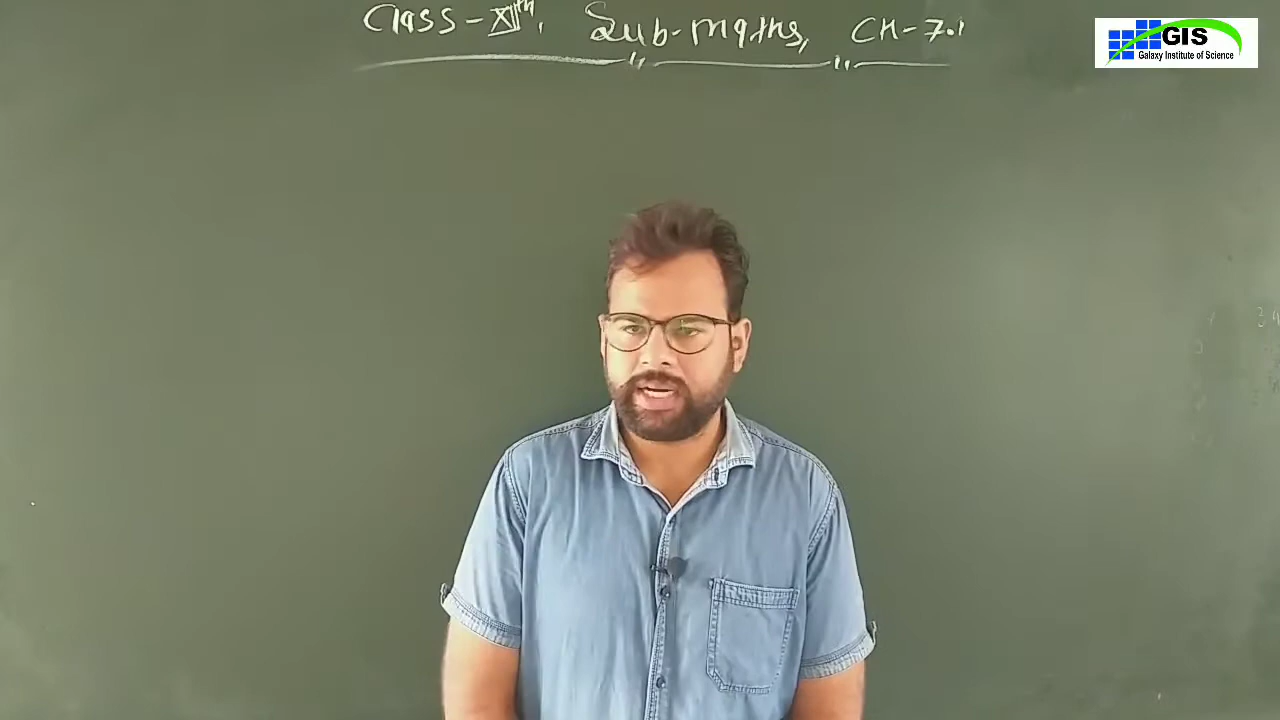 Class-XIIth, Sub-maths, CH-7.1
GIS
Galaxy Institute of Science